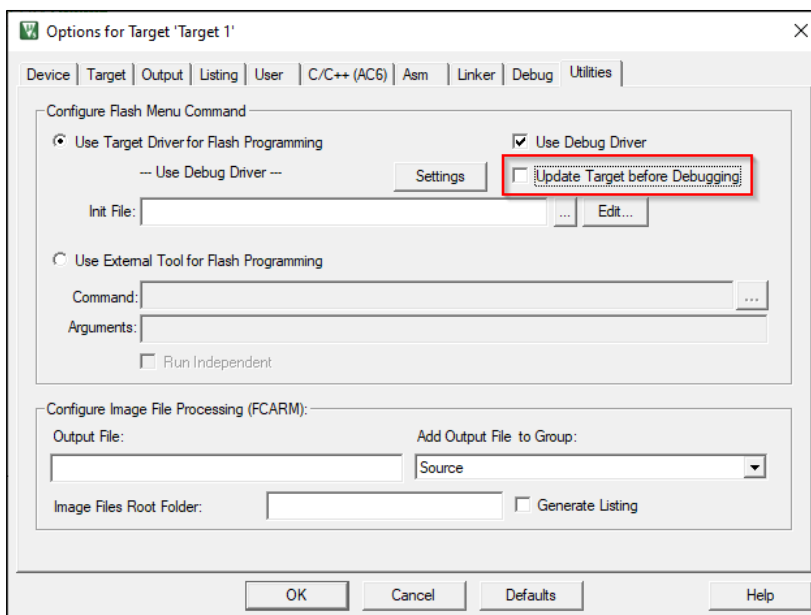 Options for Target 'Target 1'
Device Target Output Listing User C/C++ (AC6) Asm Linker Debug Utilities
Configure Flash Menu Command
Use Target Driver for Flash Programming Use Debug Driver
--- Use Debug Driver --- Settings Update Target before Debugging
Init File: ... Edit...
Use External Tool for Flash Programming
Command: ...
Arguments:
Run Independent
Configure Image File Processing (FCARM):
Output File: Add Output File to Group:
Source
Image Files Root Folder: Generate Listing
OK Cancel Defaults Help